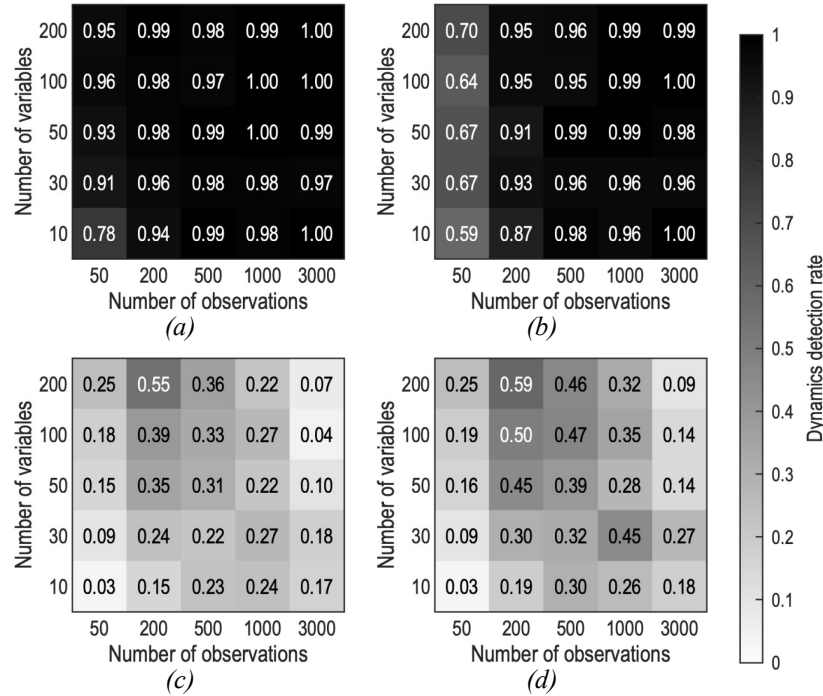 Number of variables
200 0.95 0.99 0.98 0.99 1.00
100 0.96 0.98 0.97 1.00 1.00
50 0.93 0.98 0.99 1.00 0.99
30 0.91 0.96 0.98 0.98 0.97
10 0.78 0.94 0.99 0.98 1.00
50 200 500 1000 3000
Number of observations
(a)
Number of variables
200 0.70 0.95 0.96 0.99 0.99
100 0.64 0.95 0.95 0.99 1.00
50 0.67 0.91 0.99 0.99 0.98
30 0.67 0.93 0.96 0.96 0.96
10 0.59 0.87 0.98 0.96 1.00
50 200 500 1000 3000
Number of observations
(b)
Number of variables
200 0.25 0.55 0.36 0.22 0.07
100 0.18 0.39 0.33 0.27 0.04
50 0.15 0.35 0.31 0.22 0.10
30 0.09 0.24 0.22 0.27 0.18
10 0.03 0.15 0.23 0.24 0.17
50 200 500 1000 3000
Number of observations
(c)
Number of variables
200 0.25 0.59 0.46 0.32 0.09
100 0.19 0.50 0.47 0.35 0.14
50 0.16 0.45 0.39 0.28 0.14
30 0.09 0.30 0.32 0.45 0.27
10 0.03 0.19 0.30 0.26 0.18
50 200 500 1000 3000
Number of observations
(d)
1
0.9
0.8
0.7
0.6
0.5
0.4
0.3
0.2
0.1
0
Dynamics detection rate